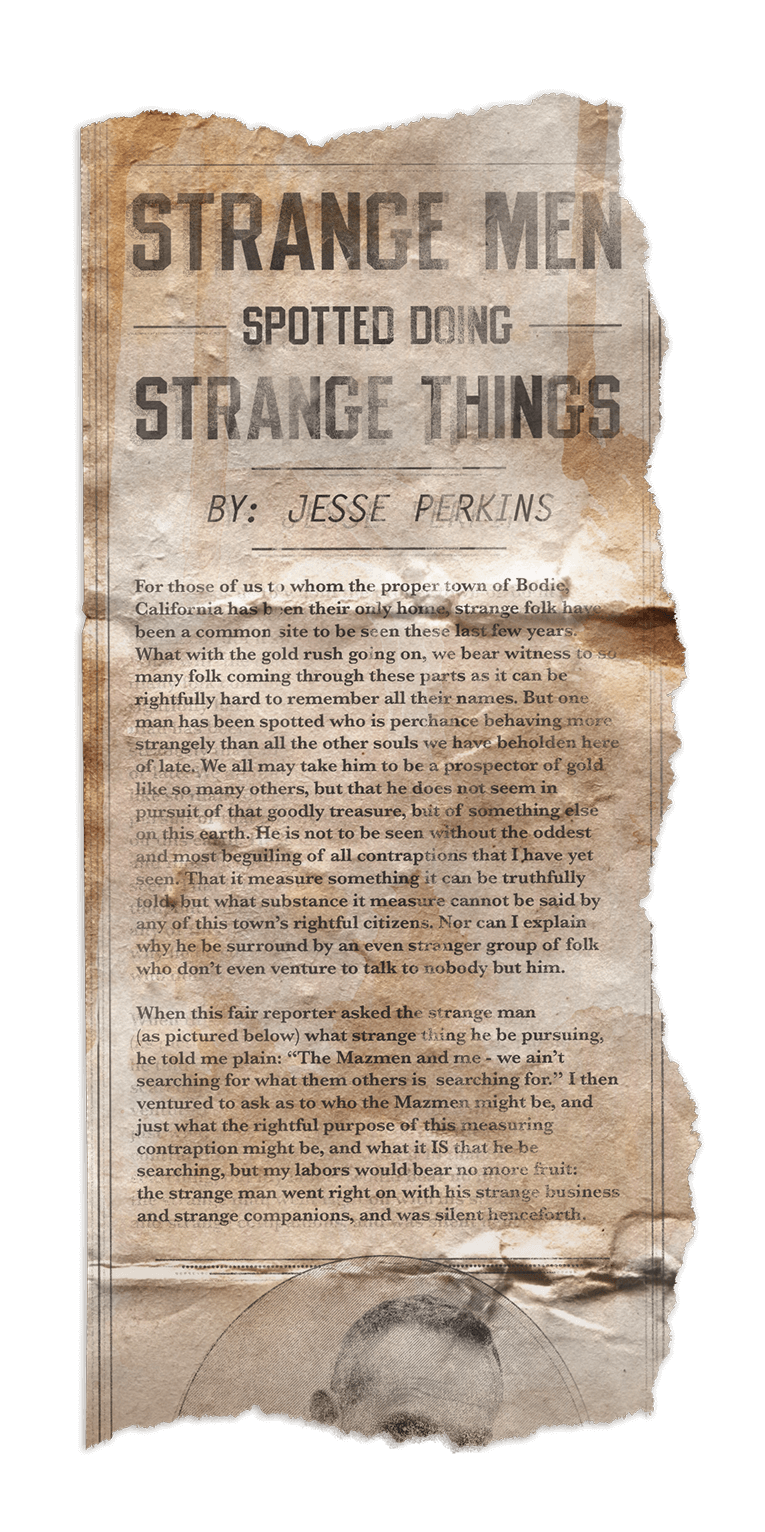 STRANGE MEN
SPOTTED DOING
STRANGE THINGS
BY: JESSE PERKINS
For those of us to whom the proper town of Bodie,
California has been their only home, strange folk have
been a common site to be seen these last few years.
What with the gold rush going on, we bear witness to so
many folk coming through these parts as it can be
rightfully hard to remember all their names. But one
man has been spotted who is perchance behaving more
strangely than all the other souls we have beholden here
of late. We all may take him to be a prospector of gold
like so many others, but that he does not seem in
pursuit of that goodly treasure, but of something else
on this earth. He is not to be seen without the oddest
and most beguiling of all contraptions that I have yet
seen. That it measure something it can be truthfully
told, but what substance it measure cannot be said by
any of this town's rightful citizens. Nor can I explain
why he be surround by an even stranger group of folk
who don't even venture to talk to nobody but him.
When this fair reporter asked the strange man
(as pictured below) what strange thing he be pursuing,
he told me plain: “The Mazmen and me - we ain't
searching for what them others is searching for.” I then
ventured to ask as to who the Mazmen might be, and
just what the rightful purpose of this measuring
contraption might be, and what it IS that he be
searching, but my labors would bear no more fruit:
the strange man went right on with his strange business
and strange companions, and was silent henceforth.